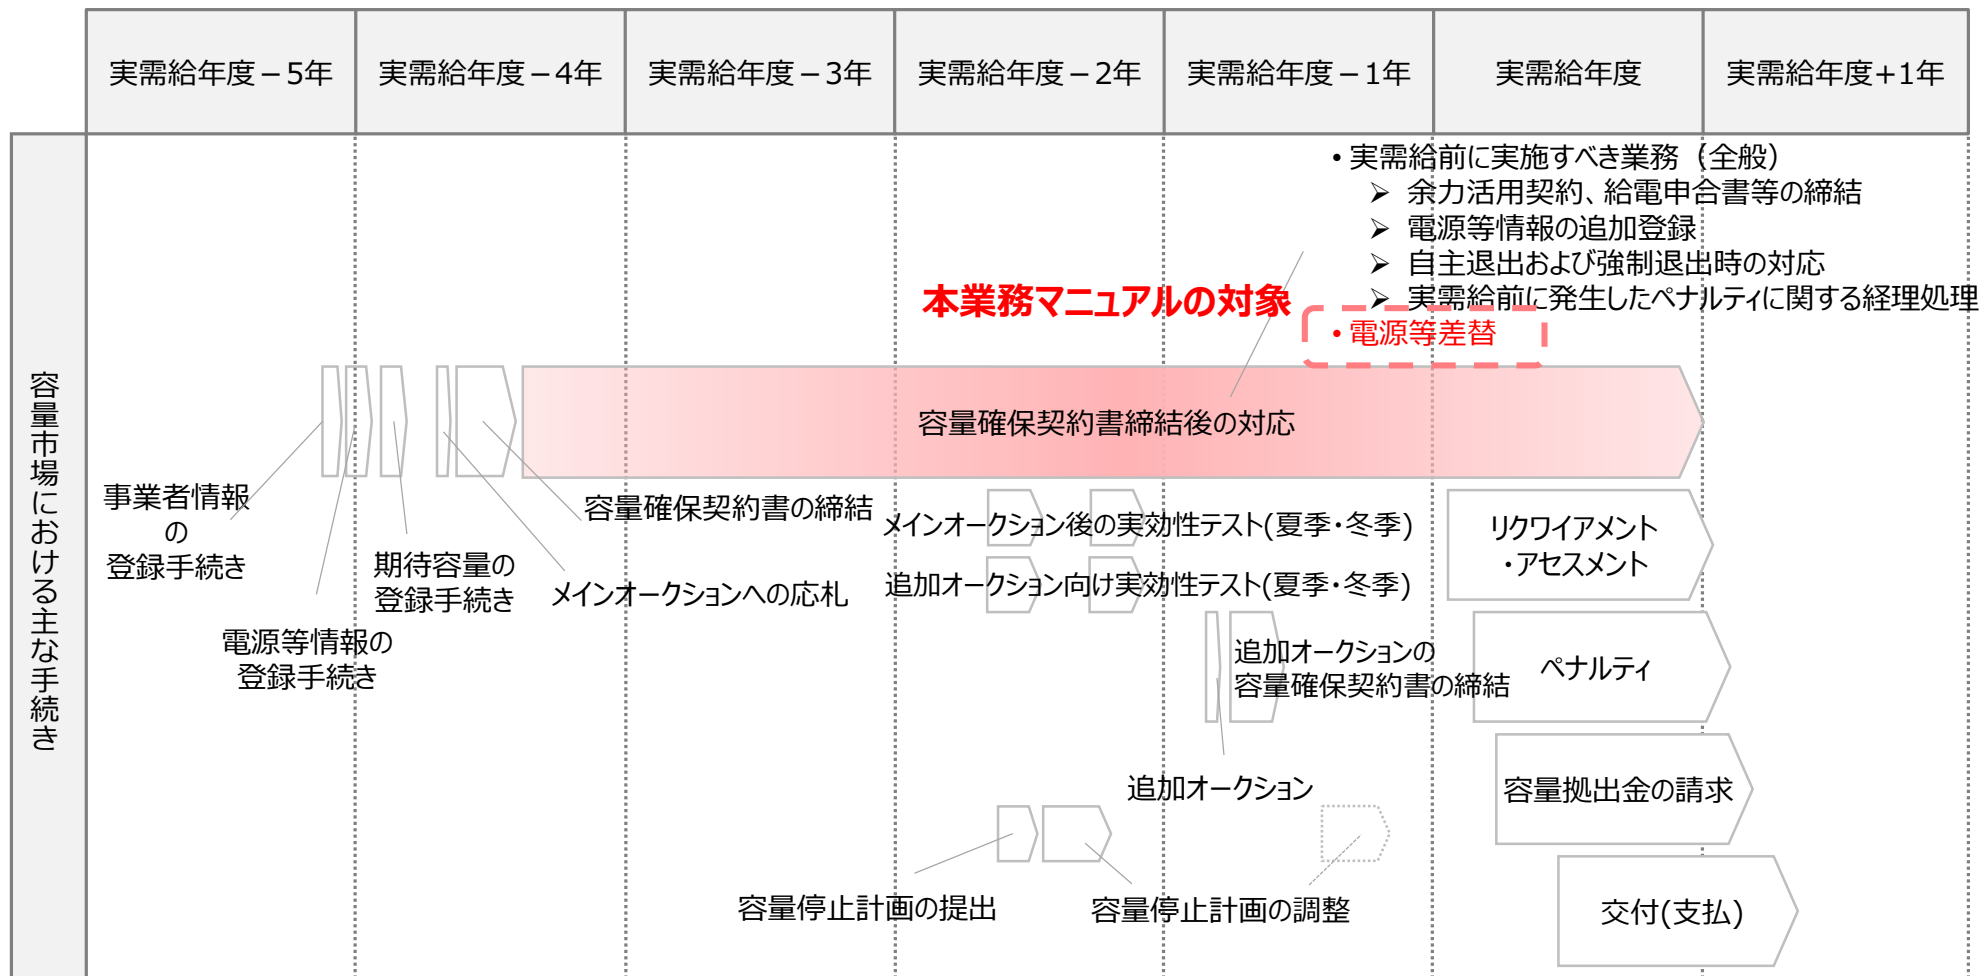 実需給年度－5年
実需給年度－4年
実需給年度－3年
実需給年度－2年
実需給年度－1年
実需給年度
実需給年度+1年
容量市場における主な手続き
• 実需給前に実施すべき業務（全般）
➢ 余力活用契約、給電申合書等の締結
➢ 電源等情報の追加登録
➢ 自主退出および強制退出時の対応
➢ 実需給前に発生したペナルティに関する経理処理
• 電源等差替
本業務マニュアルの対象
容量確保契約書締結後の対応
事業者情報
の
登録手続き
電源等情報の
登録手続き
期待容量の
登録手続き
メインオークションへの応札
容量確保契約書の締結
メインオークション後の実効性テスト(夏季・冬季)
追加オークション向け実効性テスト(夏季・冬季)
追加オークションの
容量確保契約書の締結
追加オークション
容量停止計画の提出
容量停止計画の調整
リクワイアメント
・アセスメント
ペナルティ
容量拠出金の請求
交付(支払)